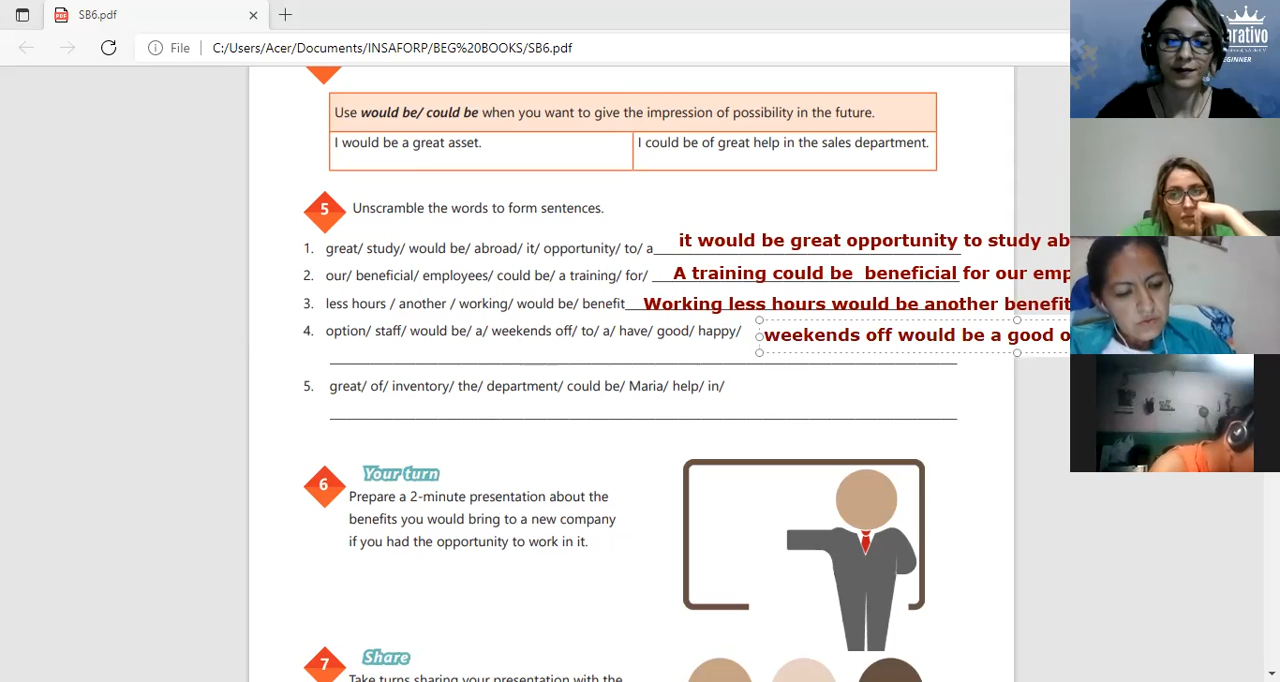 SB6.pdf
File C:/Users/Acer/Documents/INSAFORP/BEG%20BOOKS/SB6.pdf
Use would be/ could be when you want to give the impression of possibility in the future.
I would be a great asset. I could be of great help in the sales department.
5 Unscramble the words to form sentences.
1. great/ study/ would be/ abroad/ it/ opportunity/ to/ a it would be great opportunity to study ab
2. our/ beneficial/ employees/ could be/ a training/ for/ A training could be beneficial for our emp
3. less hours / another / working/ would be/ benefit Working less hours would be another benefit
4. option/ staff/ would be/ a/ weekends off/ to/ a/ have/ good/ happy/ weekends off would be a good o
5. great/ of/ inventory/ the/ department/ could be/ Maria/ help/ in/
6 Your turn
Prepare a 2-minute presentation about the
benefits you would bring to a new company
if you had the opportunity to work in it.
7 Share
Take turns sharing your presentation with the